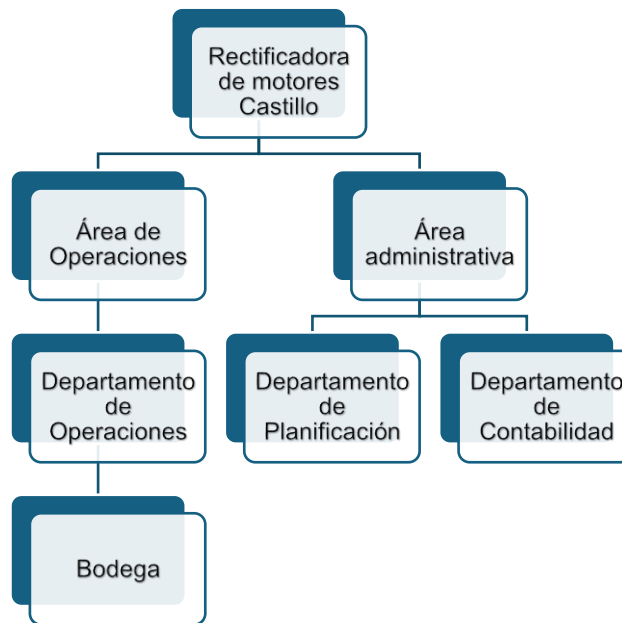 Rectificadora
de motores
Castillo
Área de
Operaciones
Área
administrativa
Departamento
de
Operaciones
Departamento
de
Planificación
Departamento
de
Contabilidad
Bodega